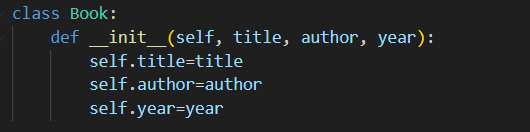 class Book:
    def __init__(self, title, author, year):
        self.title=title
        self.author=author
        self.year=year